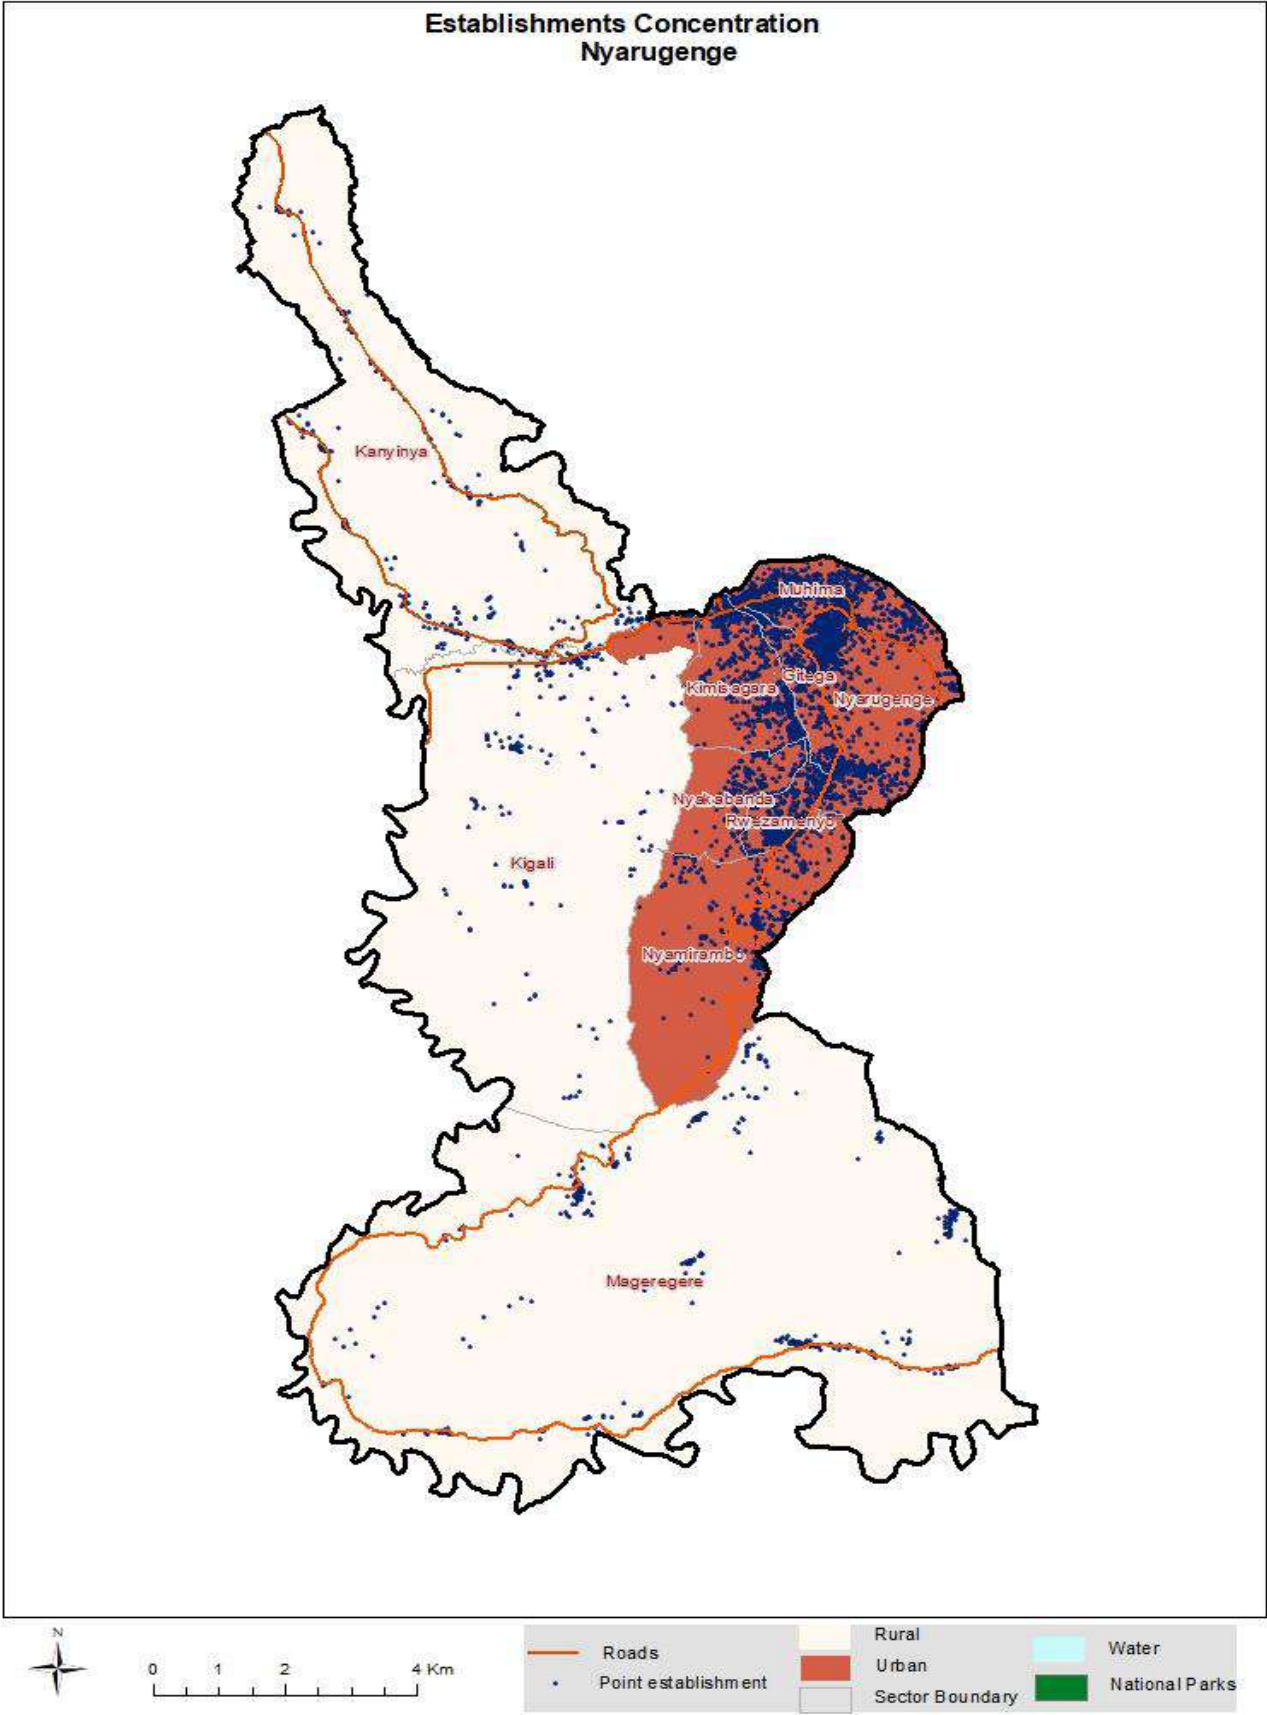 Establishments Concentration
Nyarugenge
Muhima
Kanyinya
Gitega
Kimisagara
Nyarugenge
Nyakabanda
Rwezamenyo
Kigali
Nyamirambo
Mageregere
N
0 1 2 4 Km
Roads
Point establishment
Rural
Urban
Sector Boundary
Water
National Parks